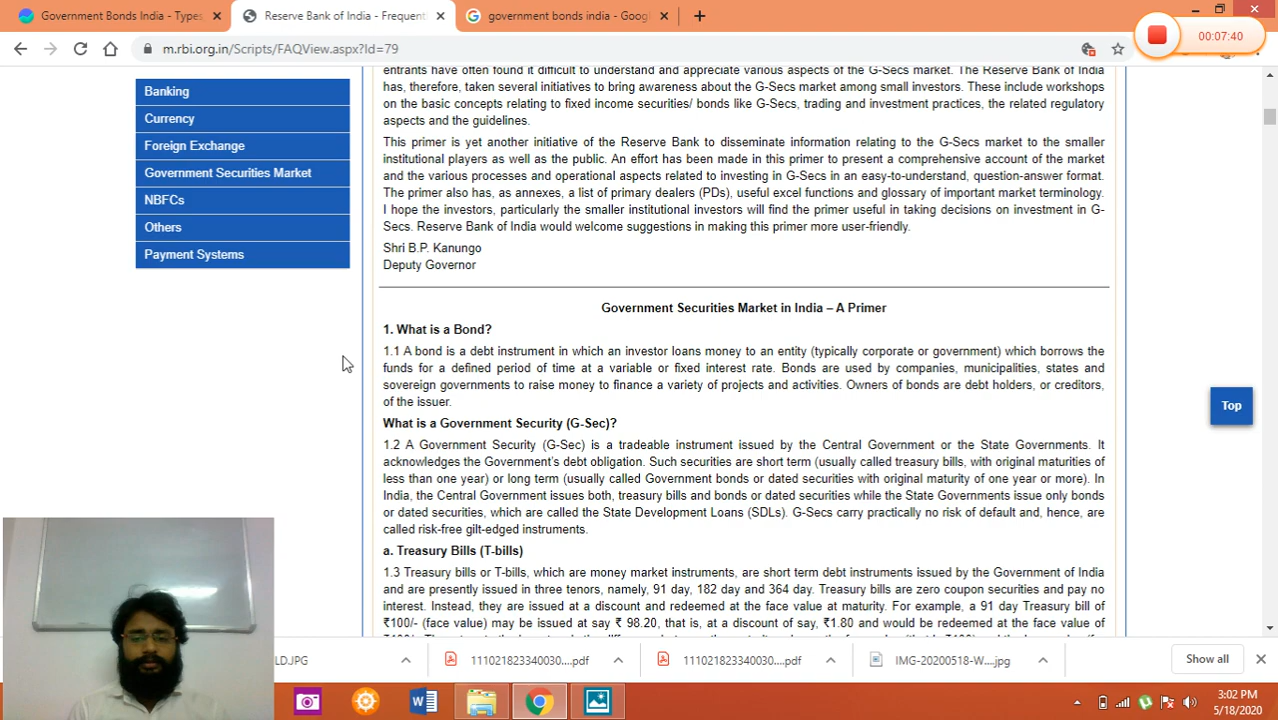 Government Bonds India - Types,
Reserve Bank of India - Frequent
government bonds india - Goog
00:07:40
m.rbi.org.in/Scripts/FAQView.aspx?Id=79
Banking
Currency
Foreign Exchange
Government Securities Market
NBFCs
Others
Payment Systems
entrants have often found it difficult to understand and appreciate various aspects of the G-Secs market. The Reserve Bank of India
has, therefore, taken several initiatives to bring awareness about the G-Secs market among small investors. These include workshops
on the basic concepts relating to fixed income securities/ bonds like G-Secs, trading and investment practices, the related regulatory
aspects and the guidelines.
This primer is yet another initiative of the Reserve Bank to disseminate information relating to the G-Secs market to the smaller
institutional players as well as the public. An effort has been made in this primer to present a comprehensive account of the market
and the various processes and operational aspects related to investing in G-Secs in an easy-to-understand, question-answer format.
The primer also has, as annexes, a list of primary dealers (PDs), useful excel functions and glossary of important market terminology.
I hope the investors, particularly the smaller institutional investors will find the primer useful in taking decisions on investment in G-
Secs. Reserve Bank of India would welcome suggestions in making this primer more user-friendly.
Shri B.P. Kanungo
Deputy Governor
Government Securities Market in India – A Primer
1. What is a Bond?
1.1 A bond is a debt instrument in which an investor loans money to an entity (typically corporate or government) which borrows the
funds for a defined period of time at a variable or fixed interest rate. Bonds are used by companies, municipalities, states and
sovereign governments to raise money to finance a variety of projects and activities. Owners of bonds are debt holders, or creditors,
of the issuer.
What is a Government Security (G-Sec)?
1.2 A Government Security (G-Sec) is a tradeable instrument issued by the Central Government or the State Governments. It
acknowledges the Government's debt obligation. Such securities are short term (usually called treasury bills, with original maturities of
less than one year) or long term (usually called Government bonds or dated securities with original maturity of one year or more). In
India, the Central Government issues both, treasury bills and bonds or dated securities while the State Governments issue only bonds
or dated securities, which are called the State Development Loans (SDLs). G-Secs carry practically no risk of default and, hence, are
called risk-free gilt-edged instruments.
a. Treasury Bills (T-bills)
1.3 Treasury bills or T-bills, which are money market instruments, are short term debt instruments issued by the Government of India
and are presently issued in three tenors, namely, 91 day, 182 day and 364 day. Treasury bills are zero coupon securities and pay no
interest. Instead, they are issued at a discount and redeemed at the face value at maturity. For example, a 91 day Treasury bill of
₹100/- (face value) may be issued at say ₹ 98.20, that is, at a discount of say, ₹1.80 and would be redeemed at the face value of
Top
LD.JPG
111021823340030....pdf
111021823340030....pdf
IMG-20200518-W....jpg
Show all
3:02 PM
5/18/2020